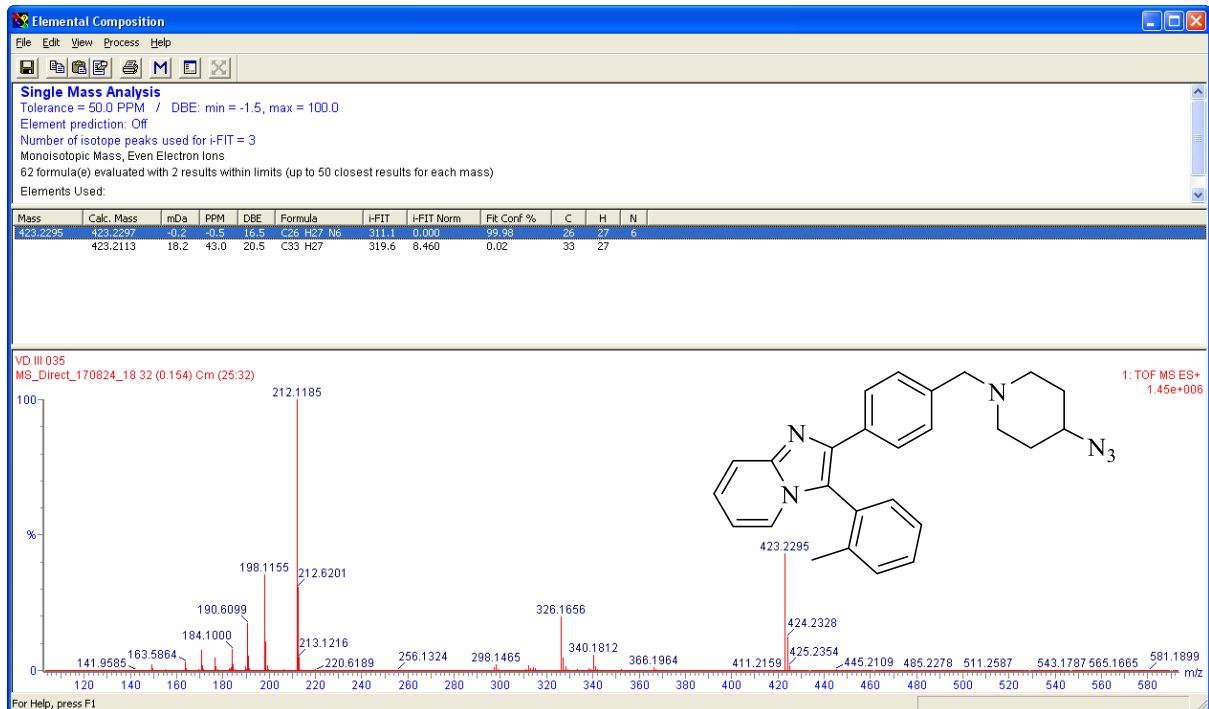 Elemental Composition
File Edit View Process Help
M
Single Mass Analysis
Tolerance = 50.0 PPM / DBE: min = -1.5, max = 100.0
Element prediction: Off
Number of isotope peaks used for i-FIT = 3
Monoisotopic Mass, Even Electron Ions
62 formula(e) evaluated with 2 results within limits (up to 50 closest results for each mass)
Elements Used:
Mass Calc. Mass mDa PPM DBE Formula i-FIT i-FIT Norm Fit Conf % C H N
423.2295 423.2297 -0.2 -0.5 16.5 C26 H27 N6 311.1 0.000 99.98 26 27 6
423.2113 18.2 43.0 20.5 C33 H27 319.6 8.460 0.02 33 27
VD III 035
MS_Direct_170824_18 32 (0.154) Cm (25:32)
1: TOF MS ES+
1.45e+006
100
%
0
212.1185
198.1155
212.6201
190.6099
184.1000
213.1216
163.5864
141.9585
220.6189
256.1324
298.1465
326.1656
340.1812
366.1964
411.2159
423.2295
424.2328
425.2354
445.2109
485.2278
511.2587
543.1787
565.1665
581.1899
N
N
N
N3
120 140 160 180 200 220 240 260 280 300 320 340 360 380 400 420 440 460 480 500 520 540 560 580
m/z
For Help, press F1